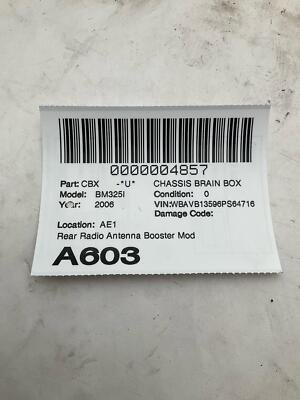 0000004857
Part: CBX -*U* CHASSIS BRAIN BOX
Model: BM325I Condition: 0
Year: 2006 VIN:WBAVB13596PS64716
Damage Code:
Location: AE1
Rear Radio Antenna Booster Mod
A603